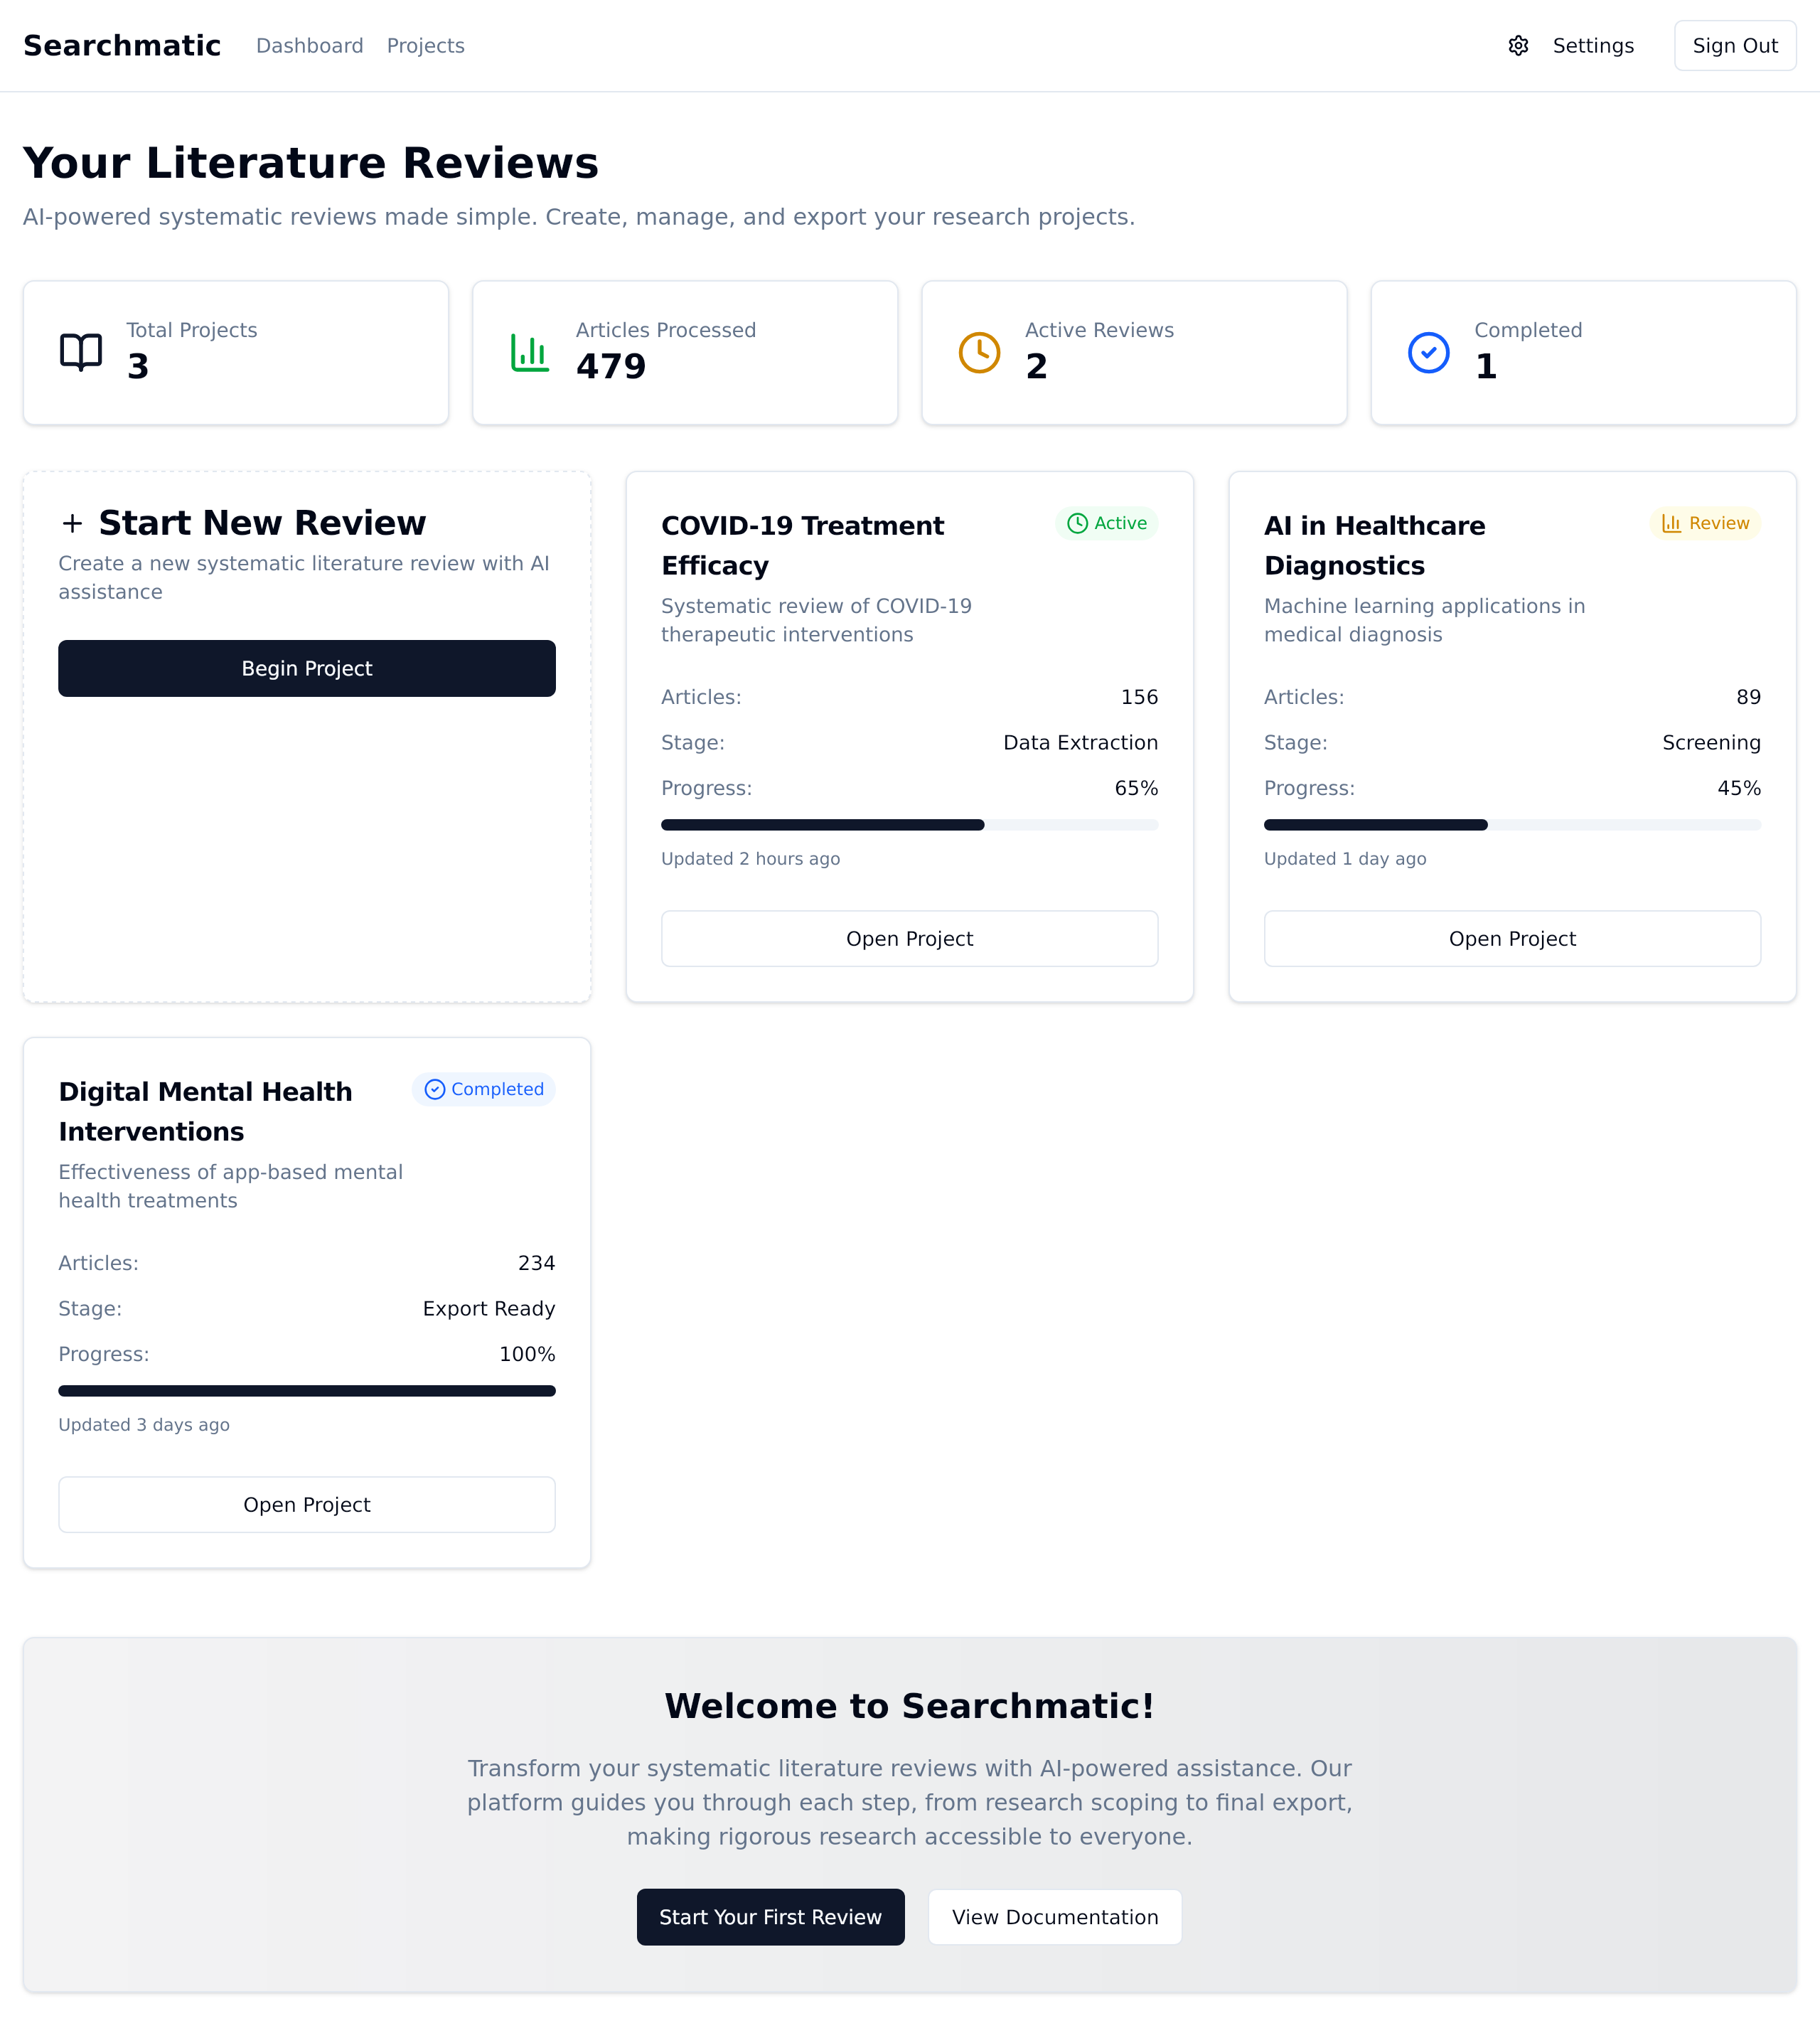 Searchmatic Dashboard Projects Settings Sign Out
Your Literature Reviews
AI-powered systematic reviews made simple. Create, manage, and export your research projects.
Total Projects
3
Articles Processed
479
Active Reviews
2
Completed
1
Start New Review
Create a new systematic literature review with AI
assistance
Begin Project
COVID-19 Treatment
Efficacy
Active
Systematic review of COVID-19
therapeutic interventions
Articles: 156
Stage: Data Extraction
Progress: 65%
Updated 2 hours ago
Open Project
AI in Healthcare
Diagnostics
Review
Machine learning applications in
medical diagnosis
Articles: 89
Stage: Screening
Progress: 45%
Updated 1 day ago
Open Project
Digital Mental Health
Interventions
Completed
Effectiveness of app-based mental
health treatments
Articles: 234
Stage: Export Ready
Progress: 100%
Updated 3 days ago
Open Project
Welcome to Searchmatic!
Transform your systematic literature reviews with AI-powered assistance. Our
platform guides you through each step, from research scoping to final export,
making rigorous research accessible to everyone.
Start Your First Review View Documentation